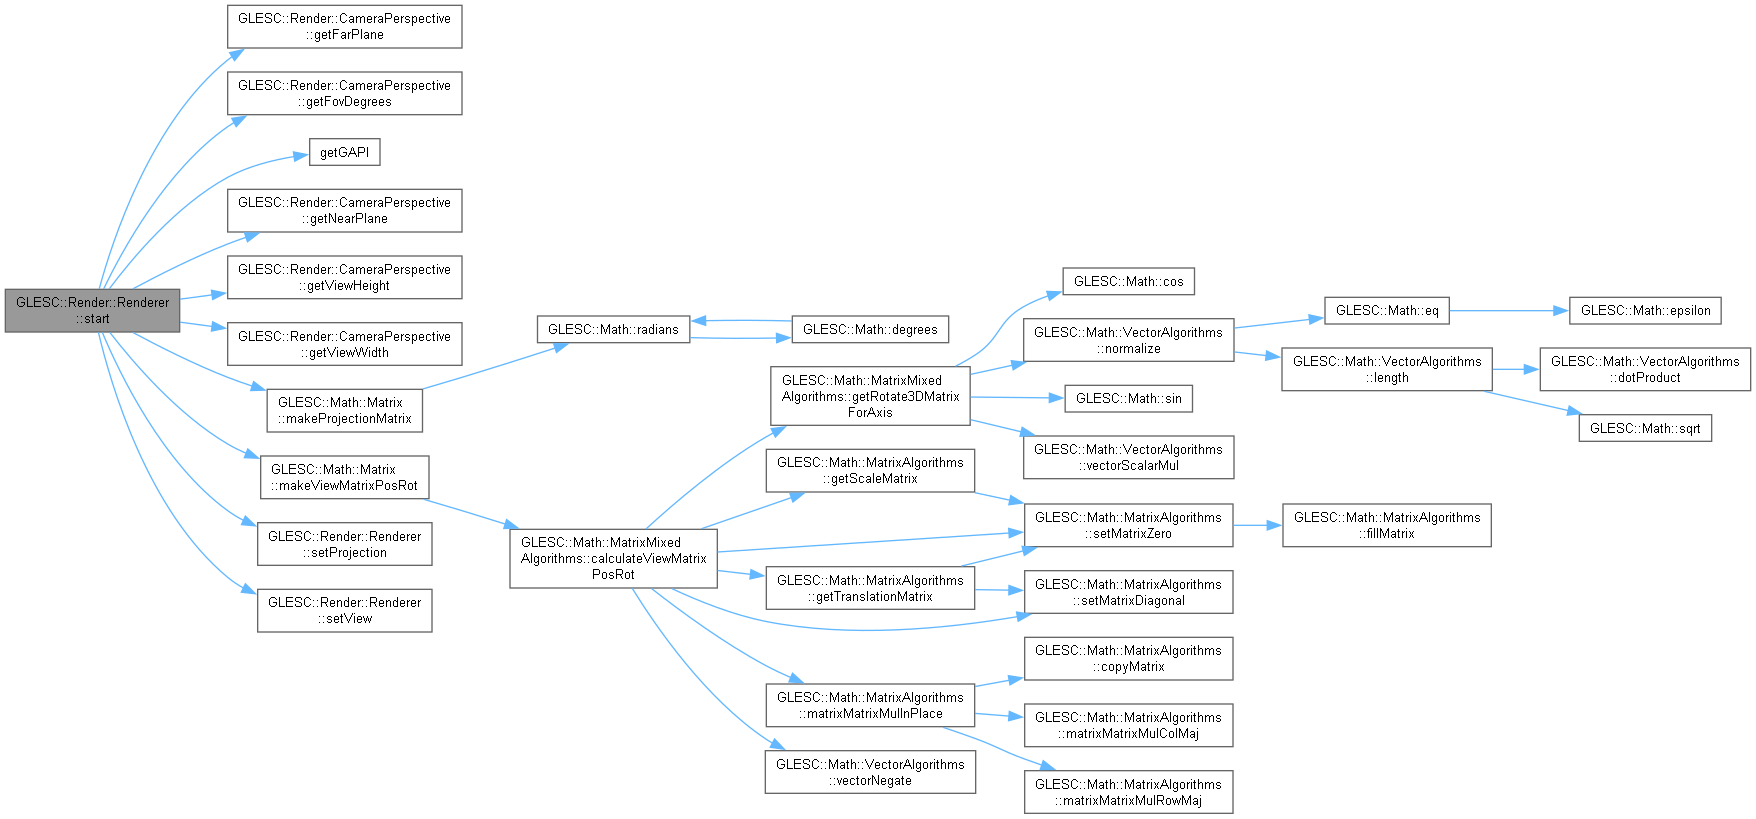 GLESC::Render::Renderer
::start
GLESC::Render::CameraPerspective
::getFarPlane
GLESC::Render::CameraPerspective
::getFovDegrees
getGAPI
GLESC::Render::CameraPerspective
::getNearPlane
GLESC::Render::CameraPerspective
::getViewHeight
GLESC::Render::CameraPerspective
::getViewWidth
GLESC::Math::Matrix
::makeProjectionMatrix
GLESC::Math::Matrix
::makeViewMatrixPosRot
GLESC::Render::Renderer
::setProjection
GLESC::Render::Renderer
::setView
GLESC::Math::radians
GLESC::Math::degrees
GLESC::Math::MatrixMixed
Algorithms::calculateViewMatrix
PosRot
GLESC::Math::MatrixMixed
Algorithms::getRotate3DMatrix
ForAxis
GLESC::Math::MatrixAlgorithms
::getScaleMatrix
GLESC::Math::MatrixAlgorithms
::getTranslationMatrix
GLESC::Math::MatrixAlgorithms
::matrixMatrixMulInPlace
GLESC::Math::VectorAlgorithms
::vectorNegate
GLESC::Math::cos
GLESC::Math::VectorAlgorithms
::normalize
GLESC::Math::sin
GLESC::Math::VectorAlgorithms
::vectorScalarMul
GLESC::Math::MatrixAlgorithms
::setMatrixZero
GLESC::Math::MatrixAlgorithms
::setMatrixDiagonal
GLESC::Math::MatrixAlgorithms
::copyMatrix
GLESC::Math::MatrixAlgorithms
::matrixMatrixMulColMaj
GLESC::Math::MatrixAlgorithms
::matrixMatrixMulRowMaj
GLESC::Math::eq
GLESC::Math::VectorAlgorithms
::length
GLESC::Math::MatrixAlgorithms
::fillMatrix
GLESC::Math::epsilon
GLESC::Math::VectorAlgorithms
::dotProduct
GLESC::Math::sqrt